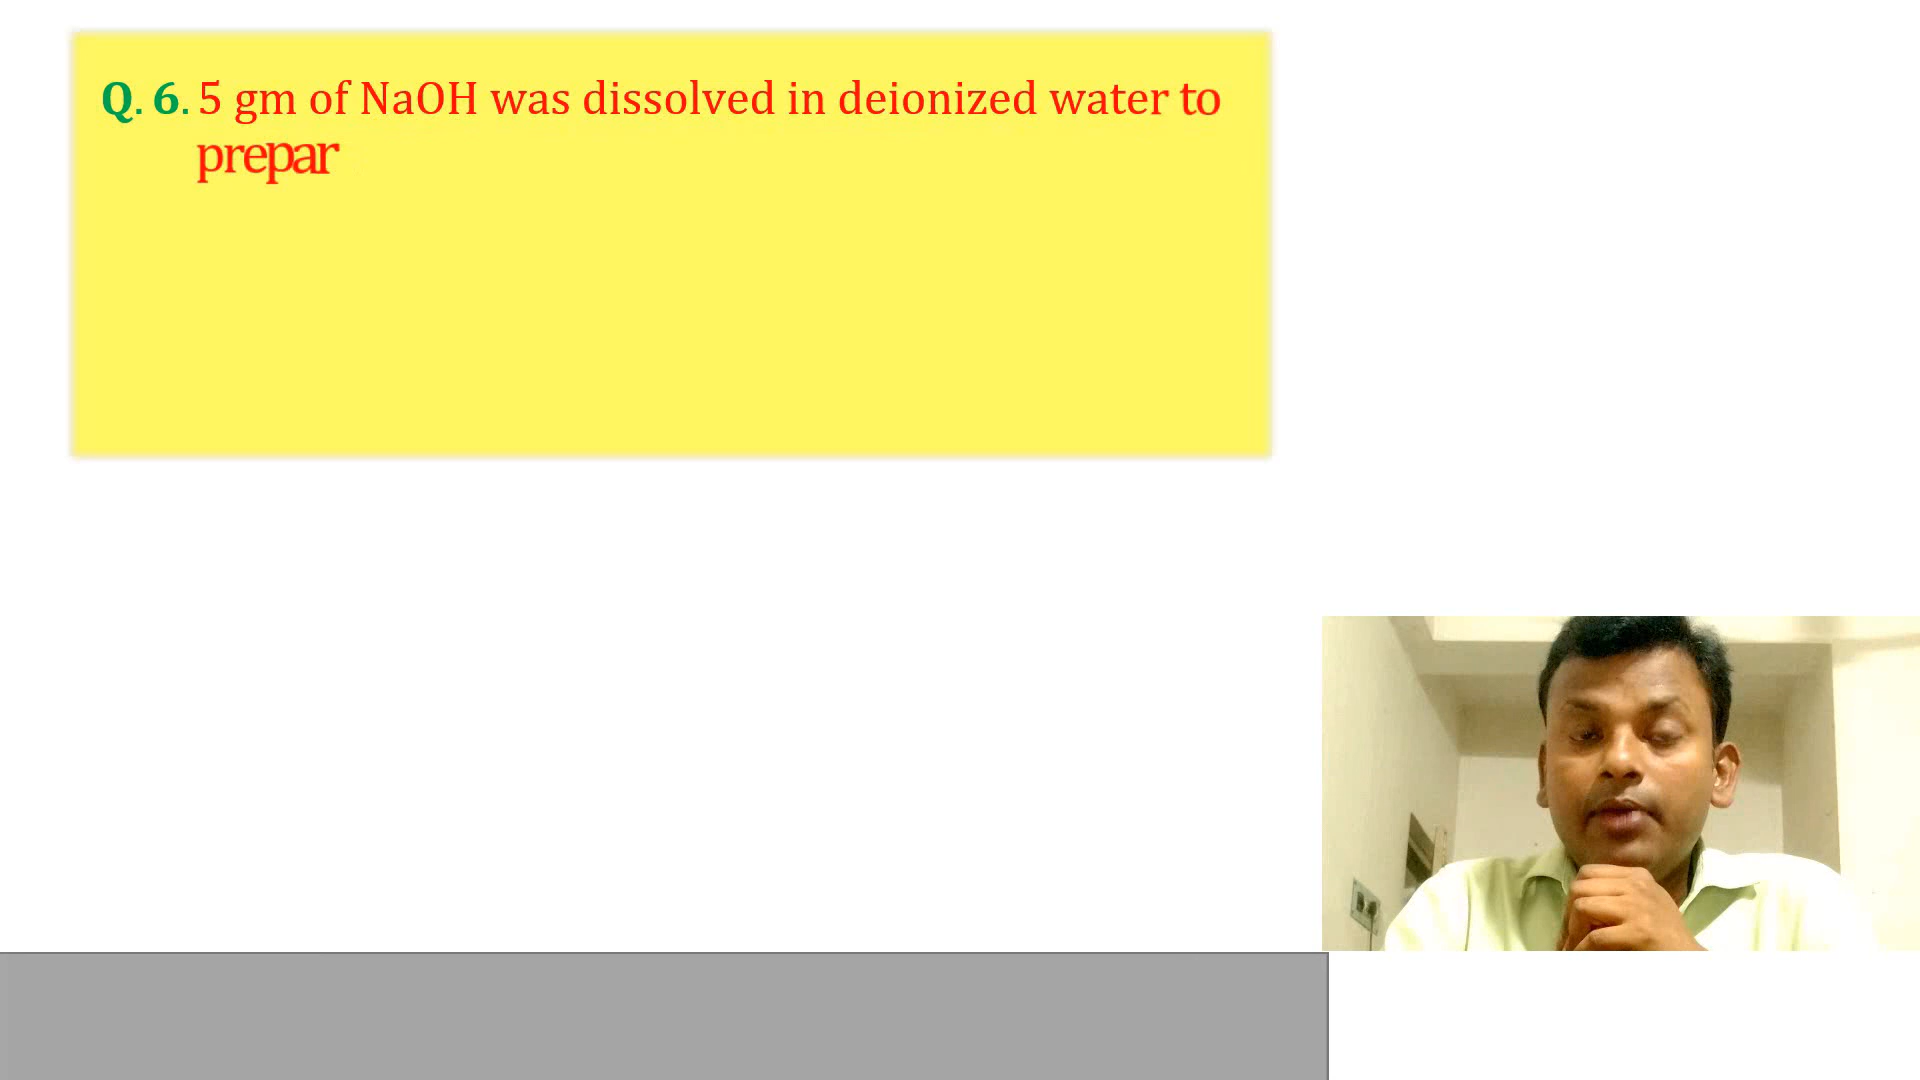 Q. 6. 5 gm of NaOH was dissolved in deionized water to
prepar